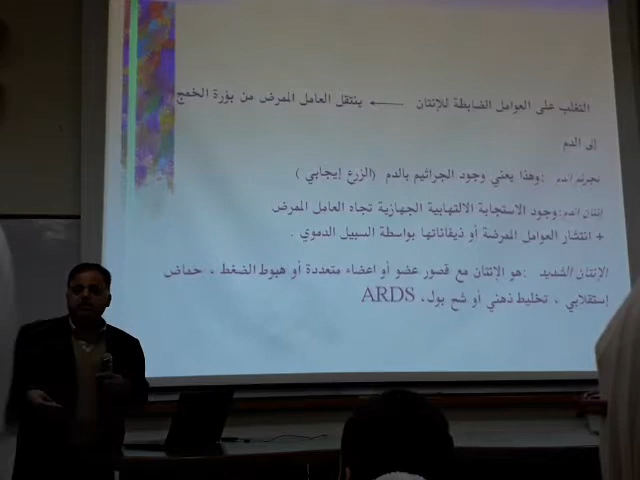 التغلب على العوامل الضابطة للإنتان ← ينتقل العامل الممرض من بؤرة الخمج
إلى الدم
تجرثم الدم : وهذا يعني وجود الجراثيم بالدم (الزرع إيجابي )
إنتان الدم: وجود الاستجابة الالتهابية الجهازية تجاه العامل الممرض
+ انتشار العوامل الممرضة أو ذيفاناتها بواسطة السبيل الدموي .
الإنتان الشديد : هو الإنتان مع قصور عضو أو اعضاء متعددة أو هبوط الضغط ، حماض
إستقلابي ، تخليط ذهني أو شح بول، ARDS